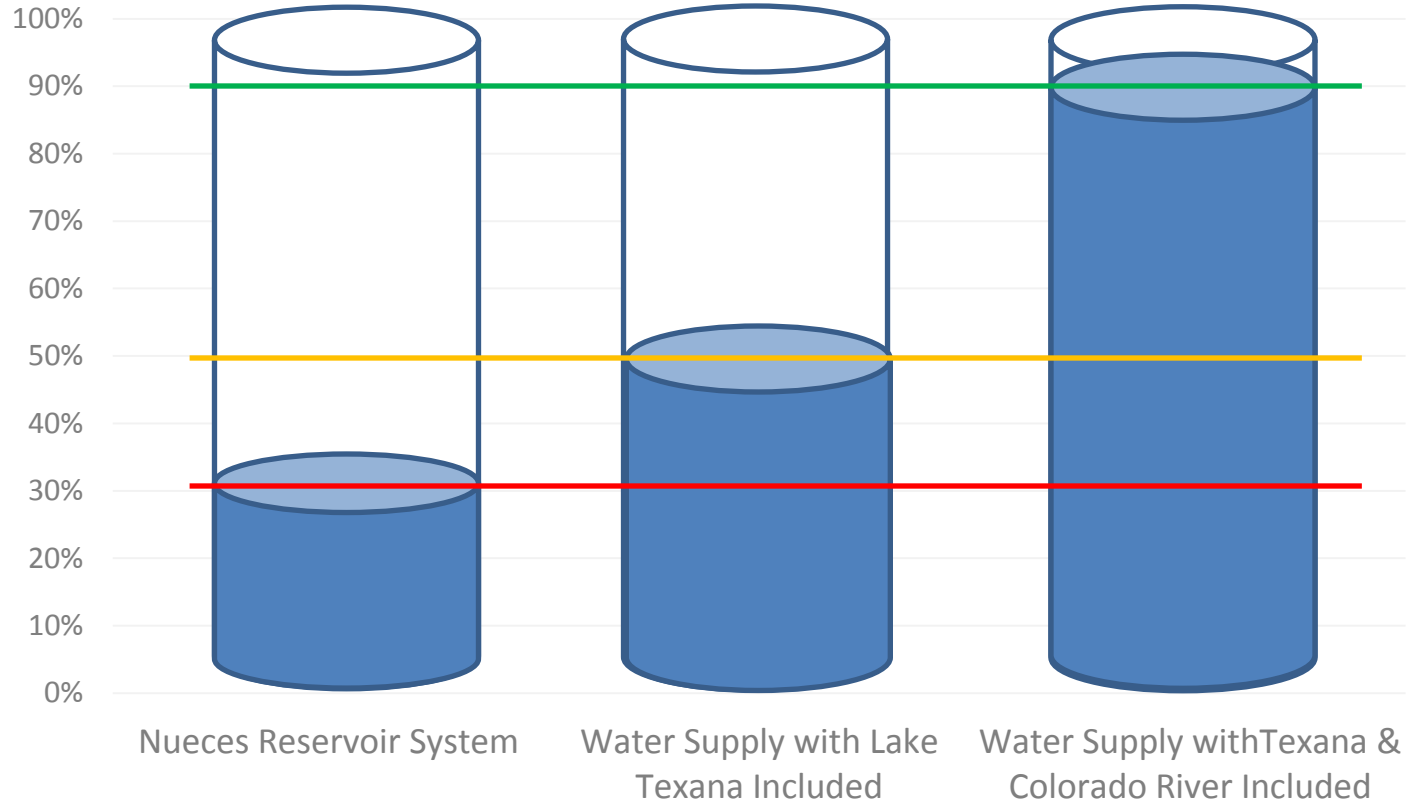 100%
90%
80%
70%
60%
50%
40%
30%
20%
10%
0%
Nueces Reservoir System
Water Supply with Lake
Texana Included
Water Supply withTexana &
Colorado River Included